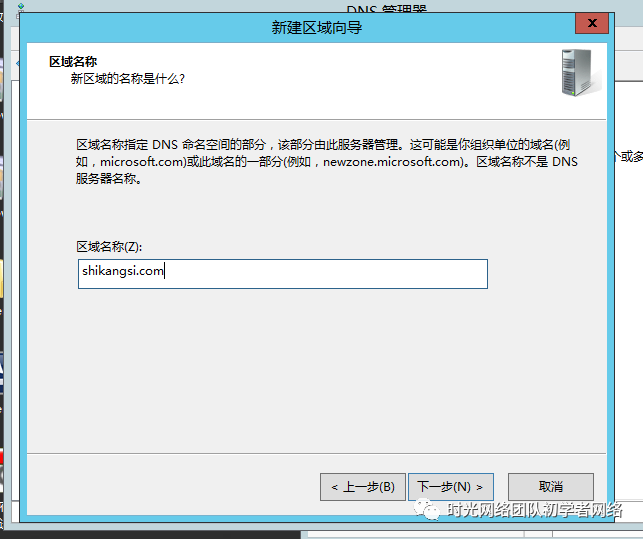 DNS 管理器
新建区域向导
x
区域名称
新区域的名称是什么?
区域名称指定 DNS 命名空间的部分，该部分由此服务器管理。这可能是你组织单位的域名(例
如，microsoft.com)或此域名的一部分(例如，newzone.microsoft.com)。区域名称不是 DNS
服务器名称。
个或多
区域名称(Z):
shikangsi.com
< 上一步(B)
下一步(N) >
取消
时光网络团队初学者网络